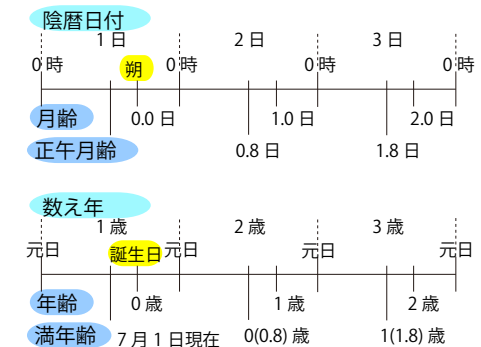 陰暦日付
1日 2日 3日
0時 朔 0時 0時 0時
月齢 0.0日 1.0日 2.0日
正午月齢 0.8日 1.8日
数え年
1歳 2歳 3歳
元日 誕生日 元日 元日 元日
年齢 0歳 1歳 2歳
満年齢 7月1日現在 0(0.8)歳 1(1.8)歳